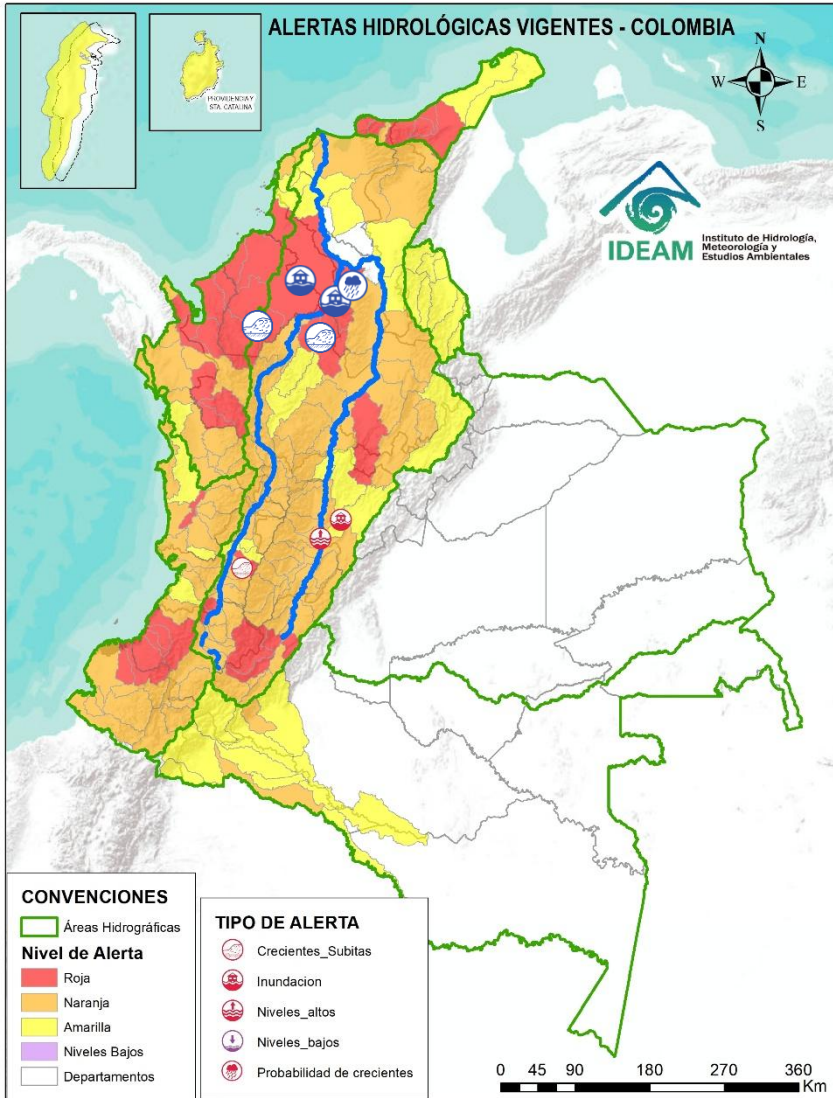 ALERTAS HIDROLÓGICAS VIGENTES - COLOMBIA
N
W
E
S
PROVIDENCIA Y
STA. CATALINA
IDEAM
Instituto de Hidrología,
Meteorología y
Estudios Ambientales
CONVENCIONES
Áreas Hidrográficas
Nivel de Alerta
Roja
Naranja
Amarilla
Niveles Bajos
Departamentos
TIPO DE ALERTA
Crecientes_Subitas
Inundacion
Niveles_altos
Niveles_bajos
Probabilidad de crecientes
0 45 90 180 270 360
Km